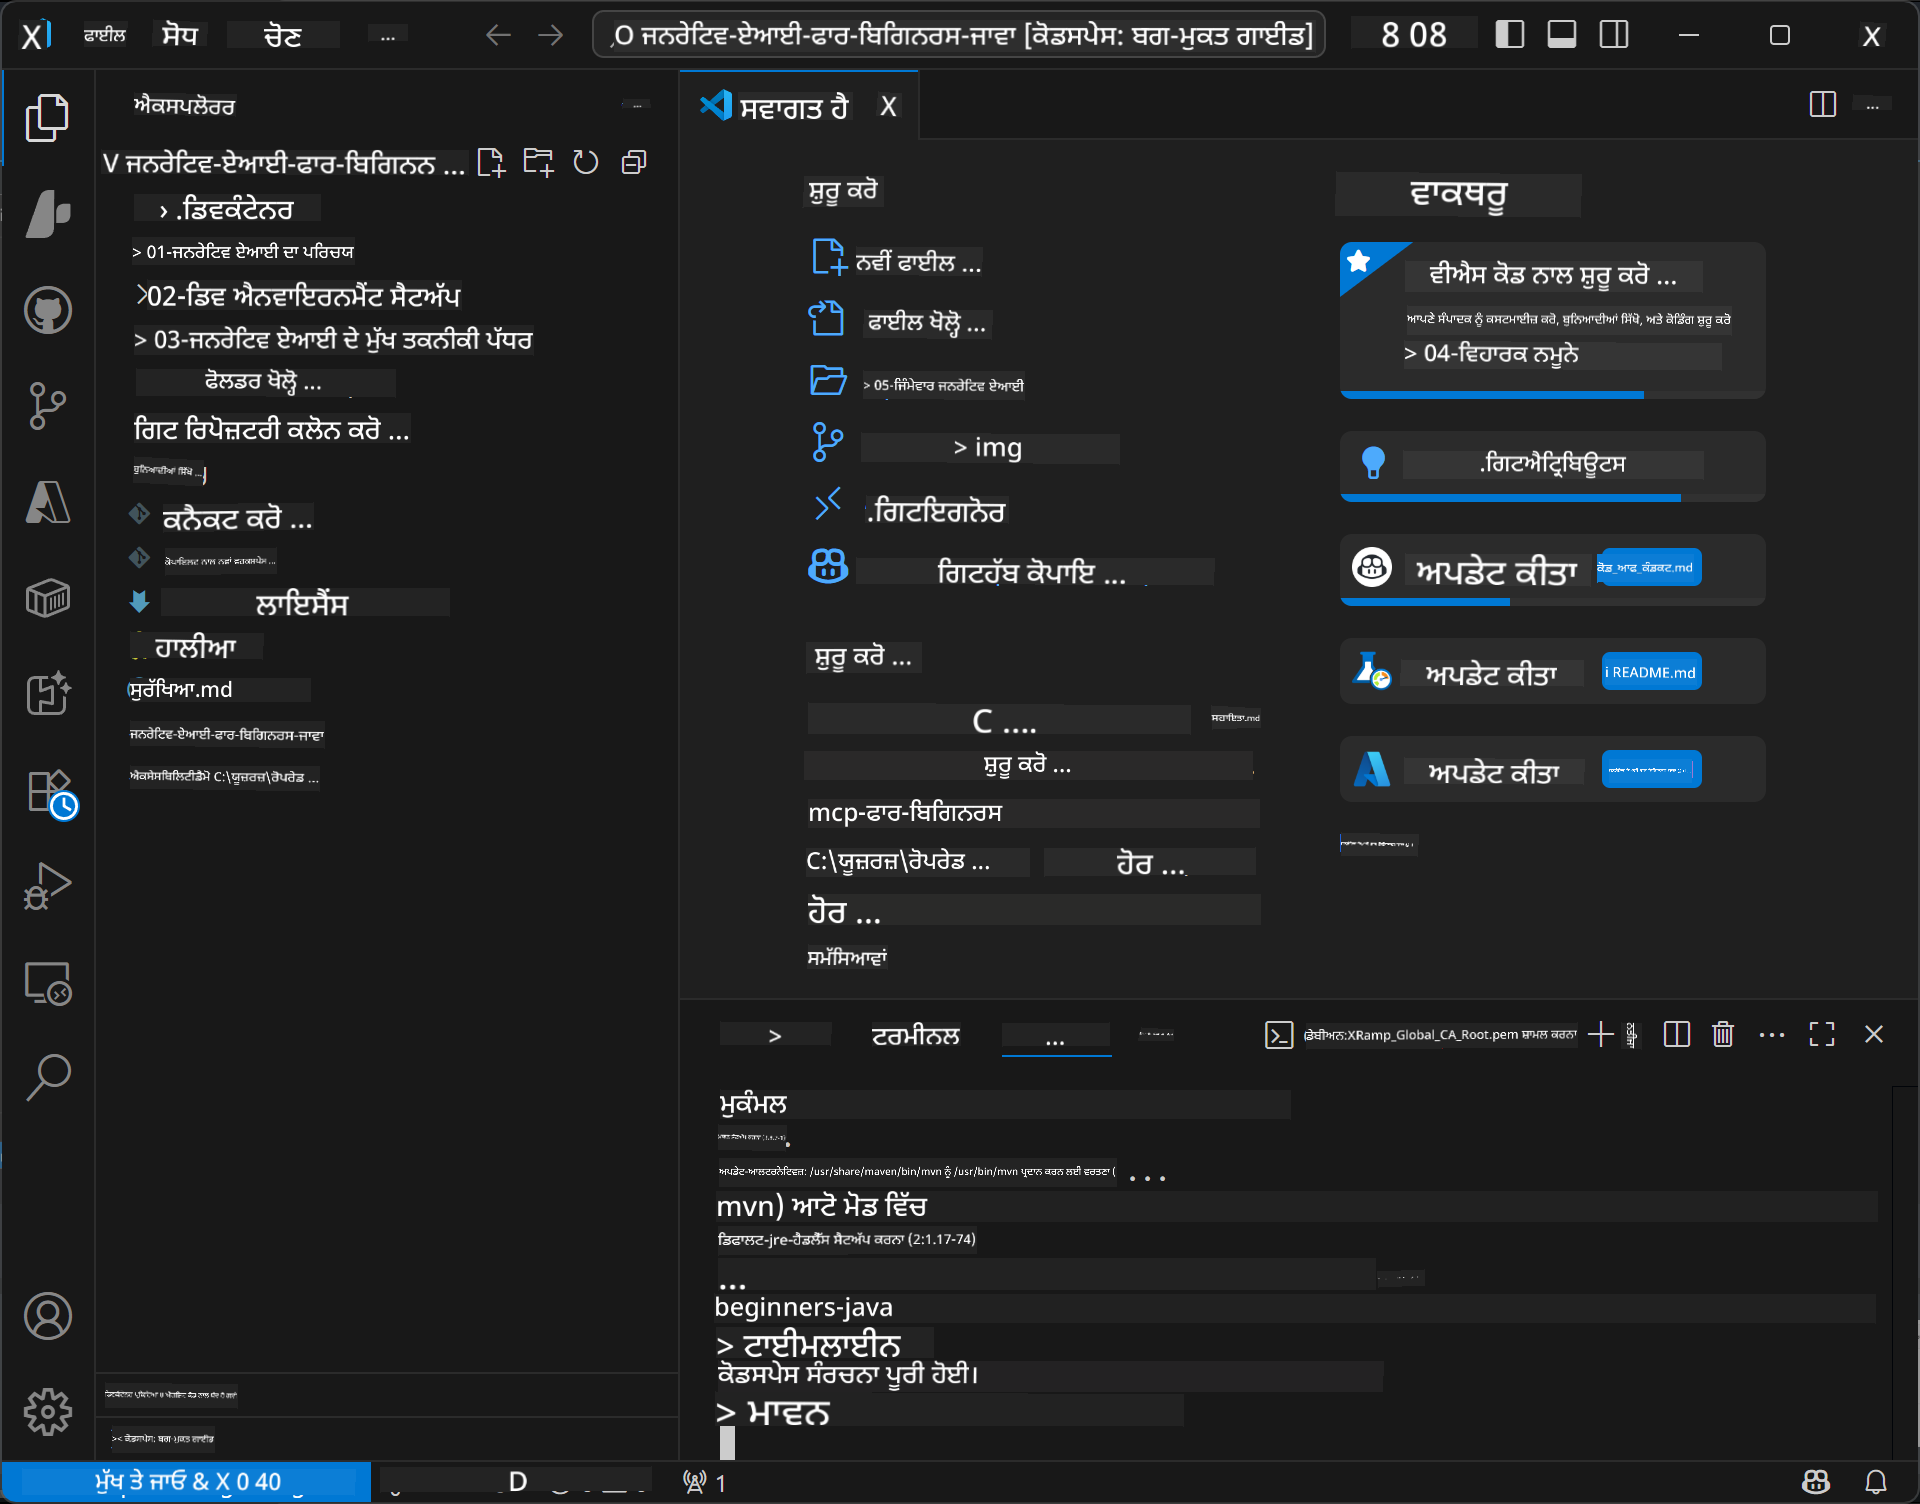 ਫਾਈਲ ਸੋਧ ਚੋਣ ... ਜਨਰੇਟਿਵ-ਏਆਈ-ਫਾਰ-ਬਿਗਿਨਰਸ-ਜਾਵਾ [ਕੋਡਸਪੇਸ: ਬਗ-ਮੁਕਤ ਗਾਈਡ] 8 08 X
ਐਕਸਪਲੋਰਰ ...
V ਜਨਰੇਟਿਵ-ਏਆਈ-ਫਾਰ-ਬਿਗਿਨਨ ...
› .ਡਿਵਕੰਟੇਨਰ
> 01-ਜਨਰੇਟਿਵ ਏਆਈ ਦਾ ਪਰਿਚਯ
02-ਡਿਵ ਐਨਵਾਇਰਨਮੈਂਟ ਸੈਟਅੱਪ
> 03-ਜਨਰੇਟਿਵ ਏਆਈ ਦੇ ਮੁੱਖ ਤਕਨੀਕੀ ਪੱਧਰ
ਫੋਲਡਰ ਖੋਲ੍ਹੋ ...
ਗਿਟ ਰਿਪੋਜ਼ਟਰੀ ਕਲੋਨ ਕਰੋ ...
ਬੁਨਿਆਦੀਆਂ ਸਿੱਖੋ ...
ਕਨੈਕਟ ਕਰੋ ...
ਕੋਪਾਇਲਟ ਨਾਲ ਨਵਾਂ ਵਰਕਸਪੇਸ ...
ਲਾਇਸੈਂਸ
ਹਾਲੀਆ
ਸੁਰੱਖਿਆ.md
ਜਨਰੇਟਿਵ-ਏਆਈ-ਫਾਰ-ਬਿਗਿਨਰਸ-ਜਾਵਾ
ਐਕਸੇਸਬਿਲਿਟੀਡੈਮੋ C:\ਯੂਜ਼ਰਜ਼\ਰੋਪਰੇਡ ...
>< ਕੋਡਸਪੇਸ: ਬਗ-ਮੁਕਤ ਗਾਈਡ
ਸਵਾਗਤ ਹੈ X ...
ਸ਼ੁਰੂ ਕਰੋ
ਨਵੀਂ ਫਾਈਲ ...
ਫਾਈਲ ਖੋਲ੍ਹੋ ...
> 05-ਜਿੰਮੇਵਾਰ ਜਨਰੇਟਿਵ ਏਆਈ
> img
.ਗਿਟਇਗਨੋਰ
ਗਿਟਹੱਬ ਕੋਪਾਇ ...
ਸ਼ੁਰੂ ਕਰੋ ...
C .... ਸਹਾਇਤਾ.md
ਸ਼ੁਰੂ ਕਰੋ ...
mcp-ਫਾਰ-ਬਿਗਿਨਰਸ
C:\ਯੂਜ਼ਰਜ਼\ਰੋਪਰੇਡ ... ਹੋਰ ...
ਹੋਰ ...
ਸਮੱਸਿਆਵਾਂ
ਵਾਕਥਰੂ
ਵੀਐਸ ਕੋਡ ਨਾਲ ਸ਼ੁਰੂ ਕਰੋ ...
ਆਪਣੇ ਸੰਪਾਦਕ ਨੂੰ ਕਸਟਮਾਈਜ਼ ਕਰੋ, ਬੁਨਿਆਦੀਆਂ ਸਿੱਖੋ, ਅਤੇ ਕੋਡਿੰਗ ਸ਼ੁਰੂ ਕਰੋ
> 04-ਵਿਹਾਰਕ ਨਮੂਨੇ
.ਗਿਟਐਟ੍ਰਿਬਿਊਟਸ
ਅਪਡੇਟ ਕੀਤਾ ਕੋਡ_ਆਫ_ਕੰਡਕਟ.md
ਅਪਡੇਟ ਕੀਤਾ i README.md
ਅਪਡੇਟ ਕੀਤਾ
> ਟਰਮੀਨਲ ... ਡੇਬੀਅਨ:XRamp_Global_CA_Root.pem ਸ਼ਾਮਲ ਕਰਨਾ
ਮੁਕੰਮਲ
ਅਪਡੇਟ-ਆਲਟਰਨੇਟਿਵਜ਼: /usr/share/maven/bin/mvn ਨੂੰ /usr/bin/mvn ਪ੍ਰਦਾਨ ਕਰਨ ਲਈ ਵਰਤਣਾ ( ...
mvn) ਆਟੋ ਮੋਡ ਵਿੱਚ
ਡਿਫਾਲਟ-jre-ਹੈਡਲੈੱਸ ਸੈਟਅੱਪ ਕਰਨਾ (2:1.17-74)
...
beginners-java
> ਟਾਈਮਲਾਈਨ
ਕੋਡਸਪੇਸ ਸੰਰਚਨਾ ਪੂਰੀ ਹੋਈ।
> ਮਾਵਨ
ਮੁੱਖ ਤੇ ਜਾਓ & X 0 40 D 1